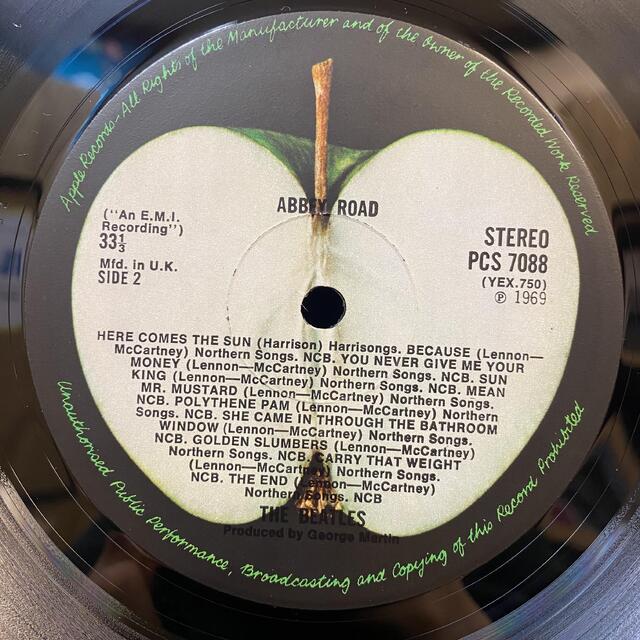 Apple Records—All Rights of the Manufacturer and of the Owner of the Recorded Work Reserved
ABBEY ROAD
("An E.M.I.
Recording")
33⅓
Mfd. in U.K.
SIDE 2
STEREO
PCS 7088
(YEX.750)
℗ 1969
HERE COMES THE SUN (Harrison) Harrisongs. BECAUSE (Lennon—
McCartney) Northern Songs. NCB. YOU NEVER GIVE ME YOUR
MONEY (Lennon—McCartney) Northern Songs. NCB. SUN
KING (Lennon—McCartney) Northern Songs. NCB. MEAN
MR. MUSTARD (Lennon—McCartney) Northern Songs.
NCB. POLYTHENE PAM (Lennon—McCartney) Northern
Songs. NCB. SHE CAME IN THROUGH THE BATHROOM
WINDOW (Lennon—McCartney) Northern Songs.
NCB. GOLDEN SLUMBERS (Lennon—McCartney)
Northern Songs. NCB. CARRY THAT WEIGHT
(Lennon—McCartney) Northern Songs.
NCB. THE END (Lennon—McCartney)
Northern Songs. NCB
THE BEATLES
Produced by George Martin
Unauthorised Public Performance, Broadcasting and Copying of this Record Prohibited